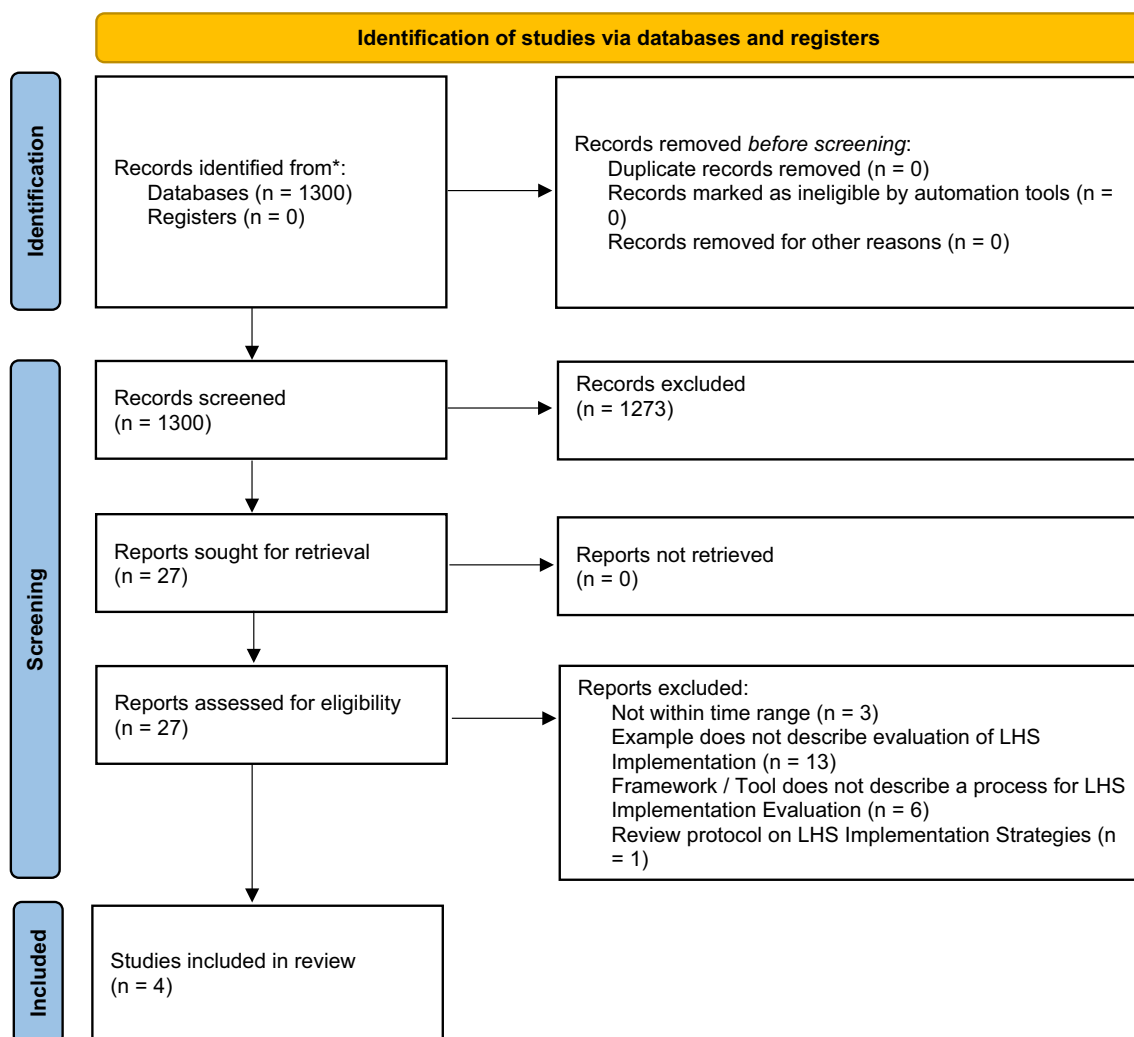 Identification of studies via databases and registers
Identification
Records identified from*:
Databases (n = 1300)
Registers (n = 0)
Records removed before screening:
Duplicate records removed (n = 0)
Records marked as ineligible by automation tools (n =
0)
Records removed for other reasons (n = 0)
Screening
Records screened
(n = 1300)
Records excluded
(n = 1273)
Reports sought for retrieval
(n = 27)
Reports not retrieved
(n = 0)
Reports assessed for eligibility
(n = 27)
Reports excluded:
Not within time range (n = 3)
Example does not describe evaluation of LHS
Implementation (n = 13)
Framework / Tool does not describe a process for LHS
Implementation Evaluation (n = 6)
Review protocol on LHS Implementation Strategies (n
= 1)
Included
Studies included in review
(n = 4)